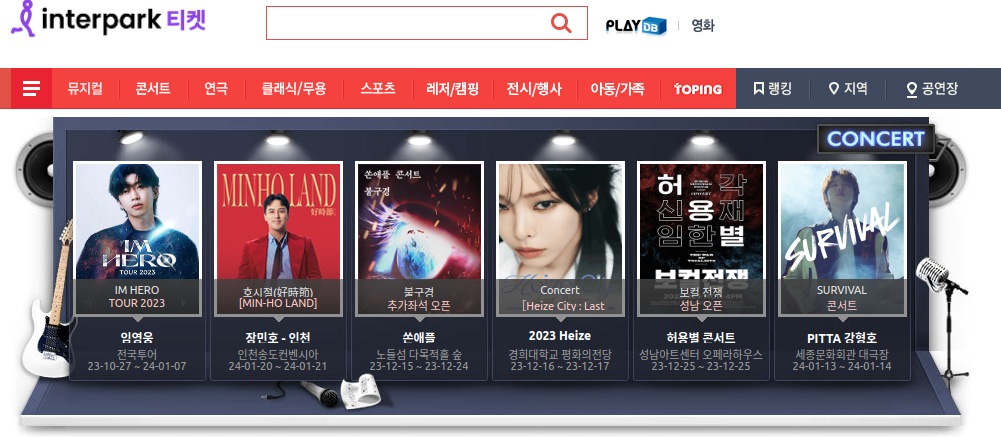 interpark 티켓
PLAY DB
영화
뮤지컬
콘서트
연극
클래식/무용
스포츠
레저/캠핑
전시/행사
아동/가족
TOPING
랭킹
지역
공연장
CONCERT
IM
HERO
TOUR 2023
IM HERO
TOUR 2023
임영웅
전국투어
23-10-27 ~ 24-01-07
MINHO LAND
好時節
호시절(好時節)
[MIN-HO LAND]
장민호 - 인천
인천송도컨벤시아
24-01-20 ~ 24-01-21
쏜애플 콘서트
불구경
불구경
추가좌석 오픈
쏜애플
노들섬 다목적홀 숲
23-12-15 ~ 23-12-24
Concert
[Heize City : Last
2023 Heize
경희대학교 평화의전당
23-12-16 ~ 23-12-17
허 각
신용재
임한별
보컬전쟁
보컬 전쟁
성남 오픈
허용별 콘서트
성남아트센터 오페라하우스
23-12-25 ~ 23-12-25
SURVIVAL
SURVIVAL
콘서트
PITTA 강형호
세종문화회관 대극장
24-01-13 ~ 24-01-14